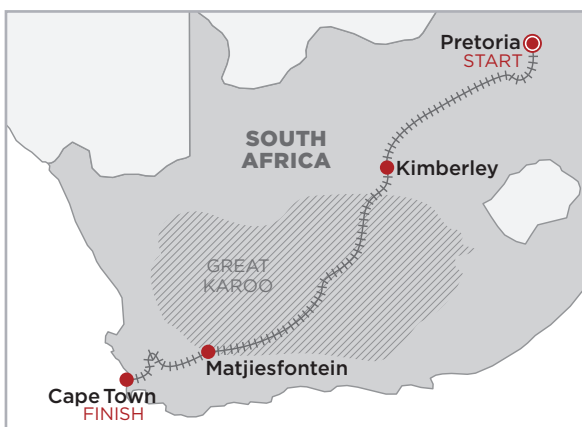 Pretoria
START
SOUTH
AFRICA
Kimberley
GREAT
KAROO
Matjiesfontein
Cape Town
FINISH